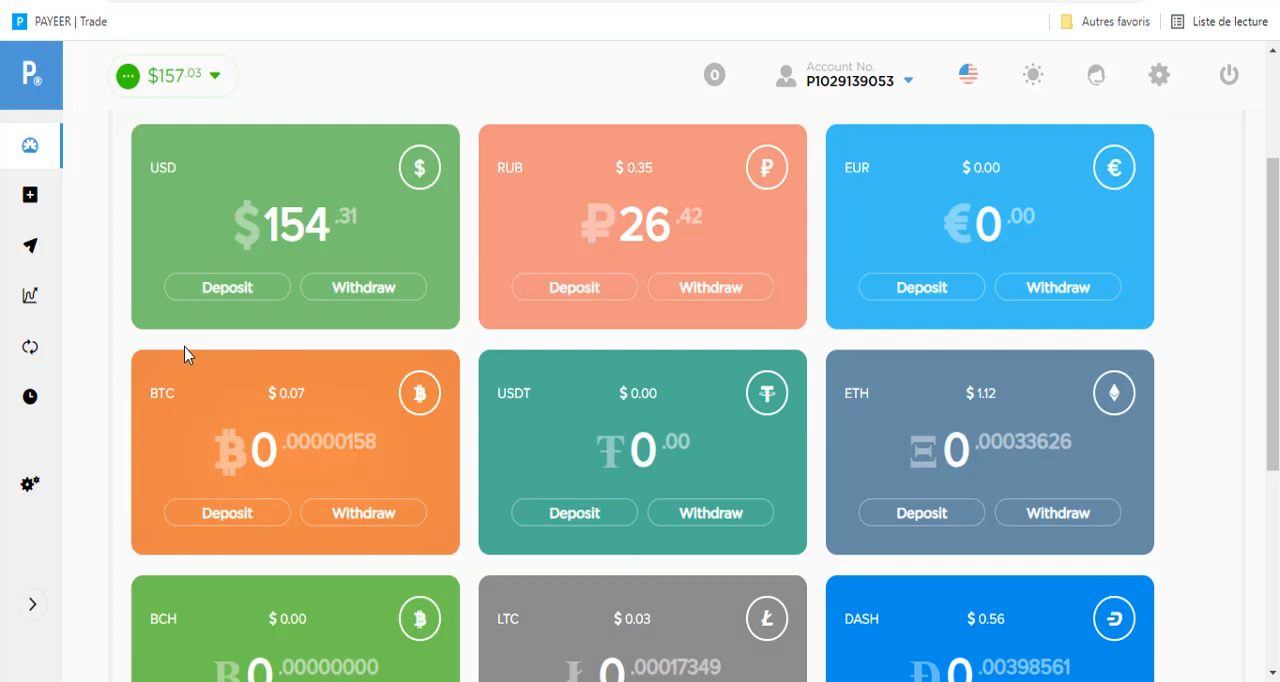 P PAYEER | Trade Autres favoris Liste de lecture
P $157.03 0 Account No.
P1029139053
USD $ RUB $ 0.35 ₽ EUR $ 0.00 €
$154.31 ₽26.42 €0.00
Deposit Withdraw Deposit Withdraw Deposit Withdraw
BTC $ 0.07 USDT $ 0.00 ETH $ 1.12
₿0.00000158 ₮0.00 Ξ0.00033626
Deposit Withdraw Deposit Withdraw Deposit Withdraw
BCH $ 0.00 LTC $ 0.03 Ł DASH $ 0.56
0.00000000 0.00017349 0.00398561